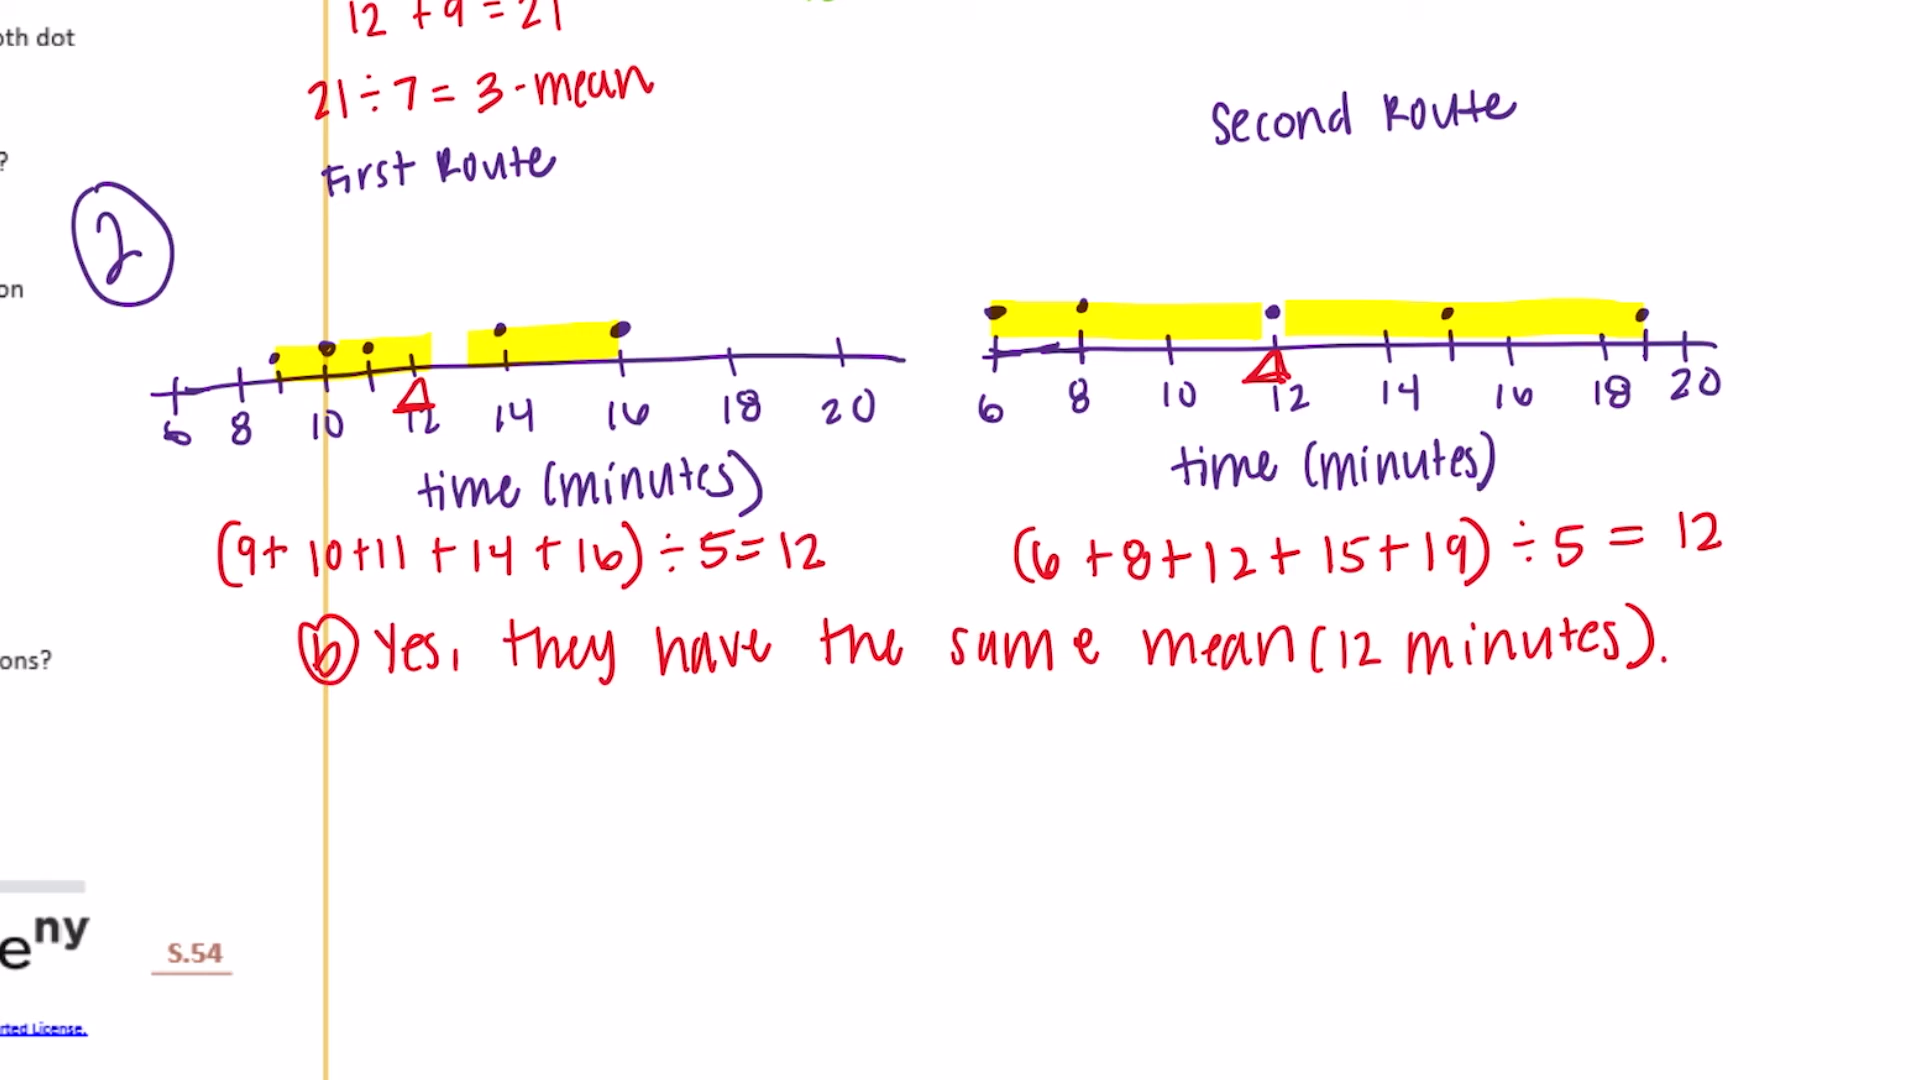 12 + 9 = 21
oth dot
21 ÷ 7 = 3 - mean
First Route
Second Route
?
2
on
6 8 10 12 14 16 18 20
6 8 10 12 14 16 18 20
time (minutes)
time (minutes)
(9 + 10 + 11 + 14 + 16) ÷ 5 = 12
(6 + 8 + 12 + 15 + 19) ÷ 5 = 12
b Yes, they have the same mean (12 minutes).
ons?
eny
S.54
rted License.